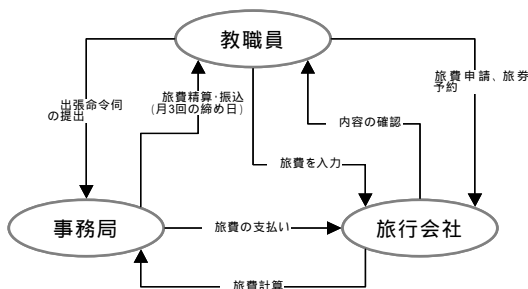 教職員
旅費申請、旅券
予約
出張命令伺
の提出
旅費精算・振込
(月3回の締め日)
内容の確認
旅費を入力
事務局
旅費の支払い
旅行会社
旅費計算